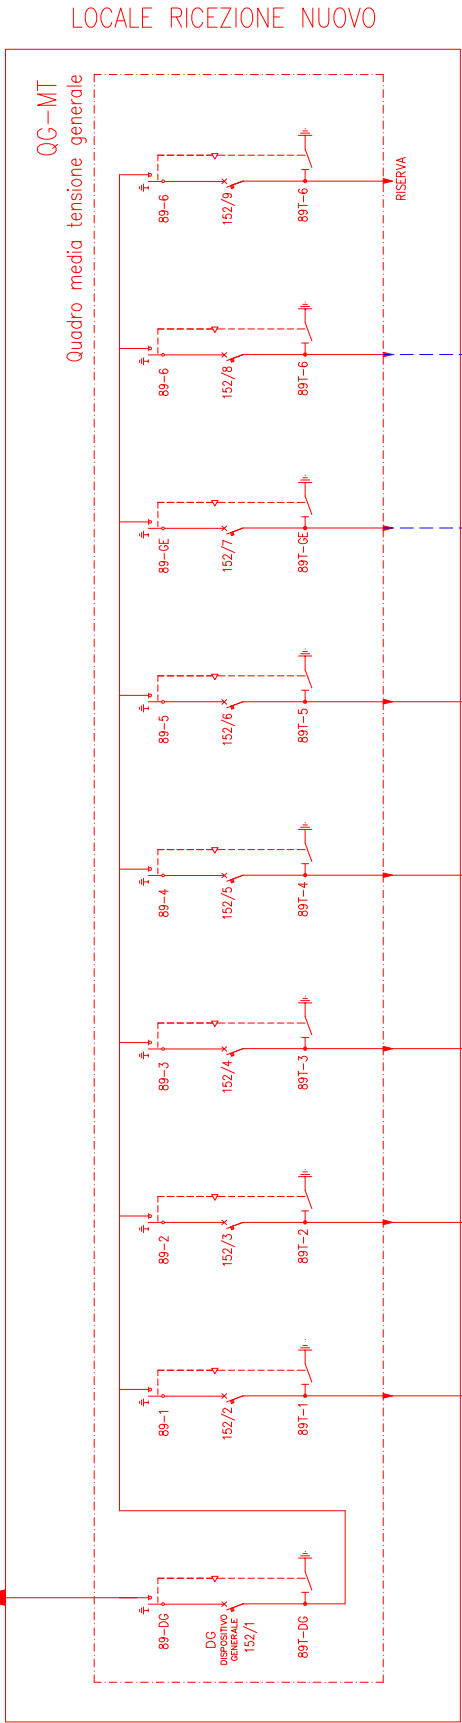 LOCALE RICEZIONE NUOVO
QG-MT
Quadro media tensione generale
89-6
152/9
89T-6
RISERVA
89-6
152/8
89T-6
89-GE
152/7
89T-GE
89-5
152/6
89T-5
89-4
152/5
89T-4
89-3
152/4
89T-3
89-2
152/3
89T-2
89-1
152/2
89T-1
89-DG
DG
DISPOSITIVO
GENERALE
152/1
89T-DG